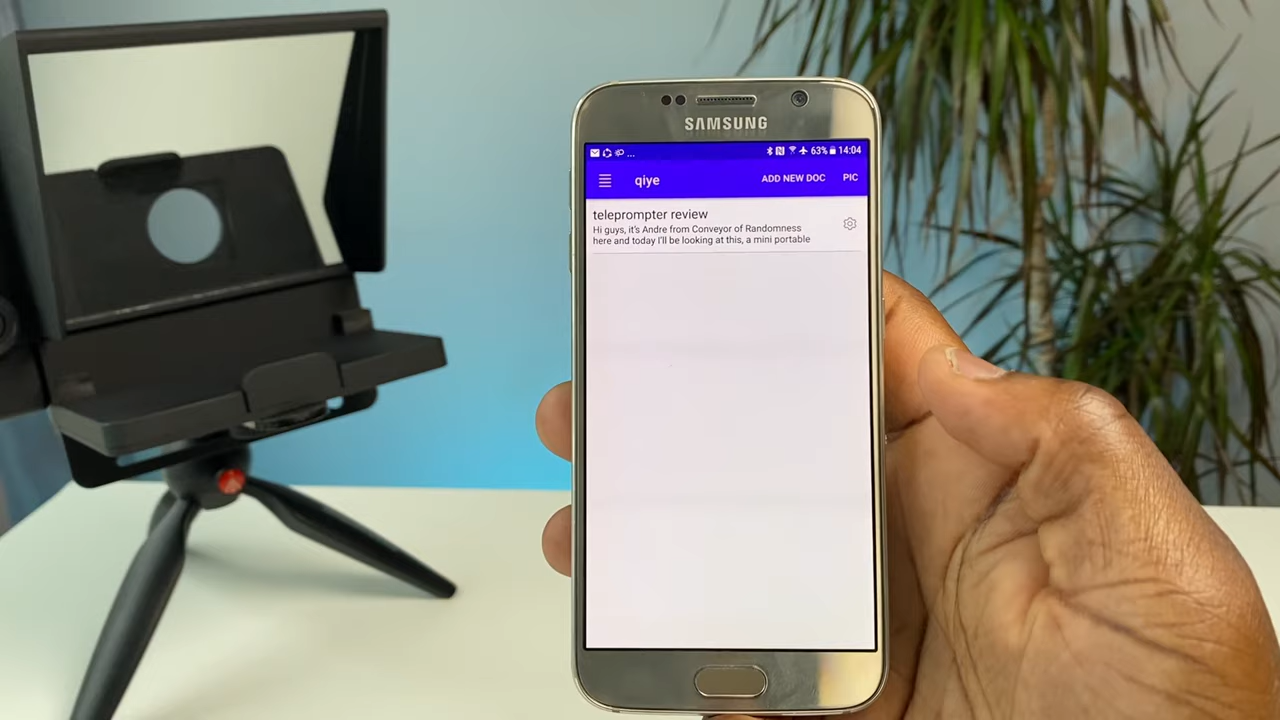 SAMSUNG
... 63% 14:04
qiye ADD NEW DOC PIC
teleprompter review
Hi guys, it's Andre from Conveyor of Randomness
here and today I'll be looking at this, a mini portable